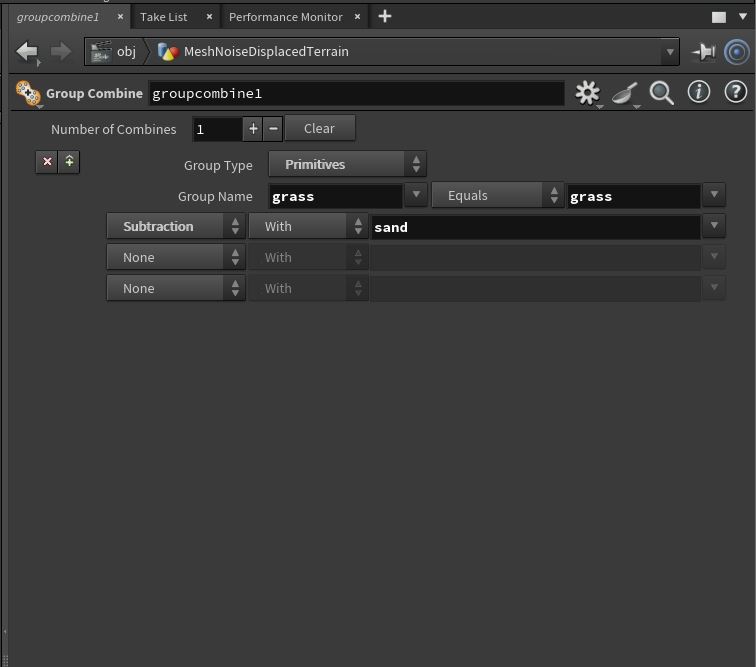 groupcombine1 × Take List × Performance Monitor × +
obj MeshNoiseDisplacedTerrain
Group Combine groupcombine1
Number of Combines 1 + − Clear
Group Type Primitives
Group Name grass Equals grass
Subtraction With sand
None With
None With